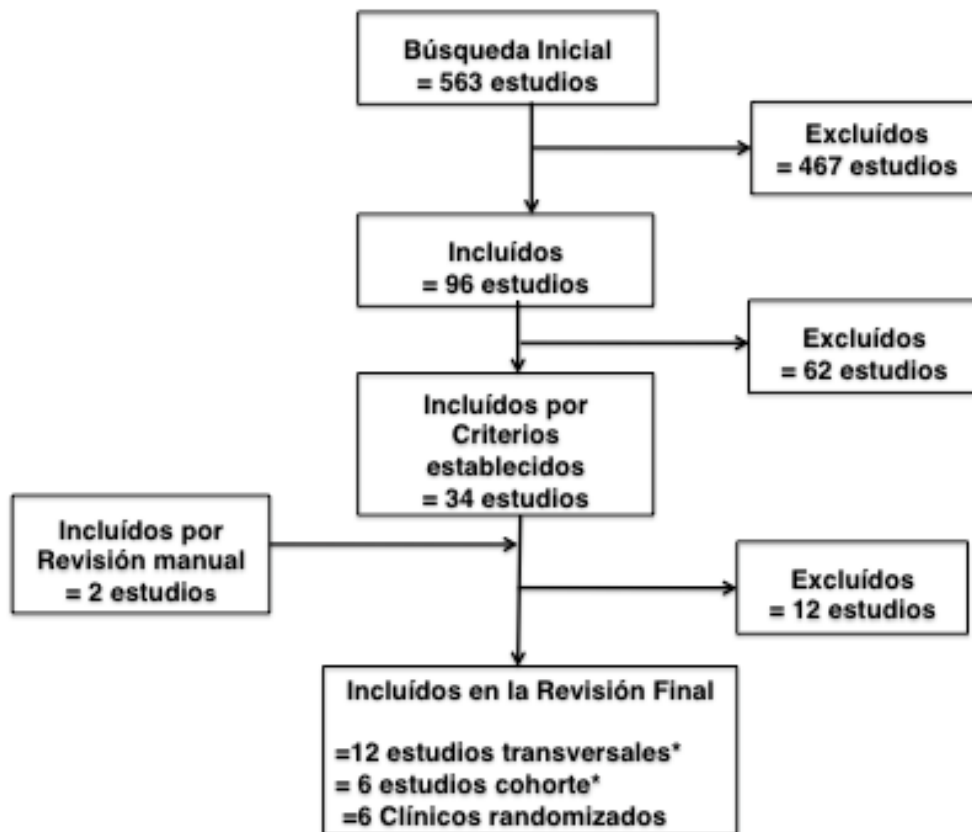 Búsqueda Inicial
= 563 estudios
Excluídos
= 467 estudios
Incluídos
= 96 estudios
Excluídos
= 62 estudios
Incluídos por
Criterios
establecidos
= 34 estudios
Incluídos por
Revisión manual
= 2 estudios
Excluídos
= 12 estudios
Incluídos en la Revisión Final
=12 estudios transversales*
= 6 estudios cohorte*
=6 Clínicos randomizados